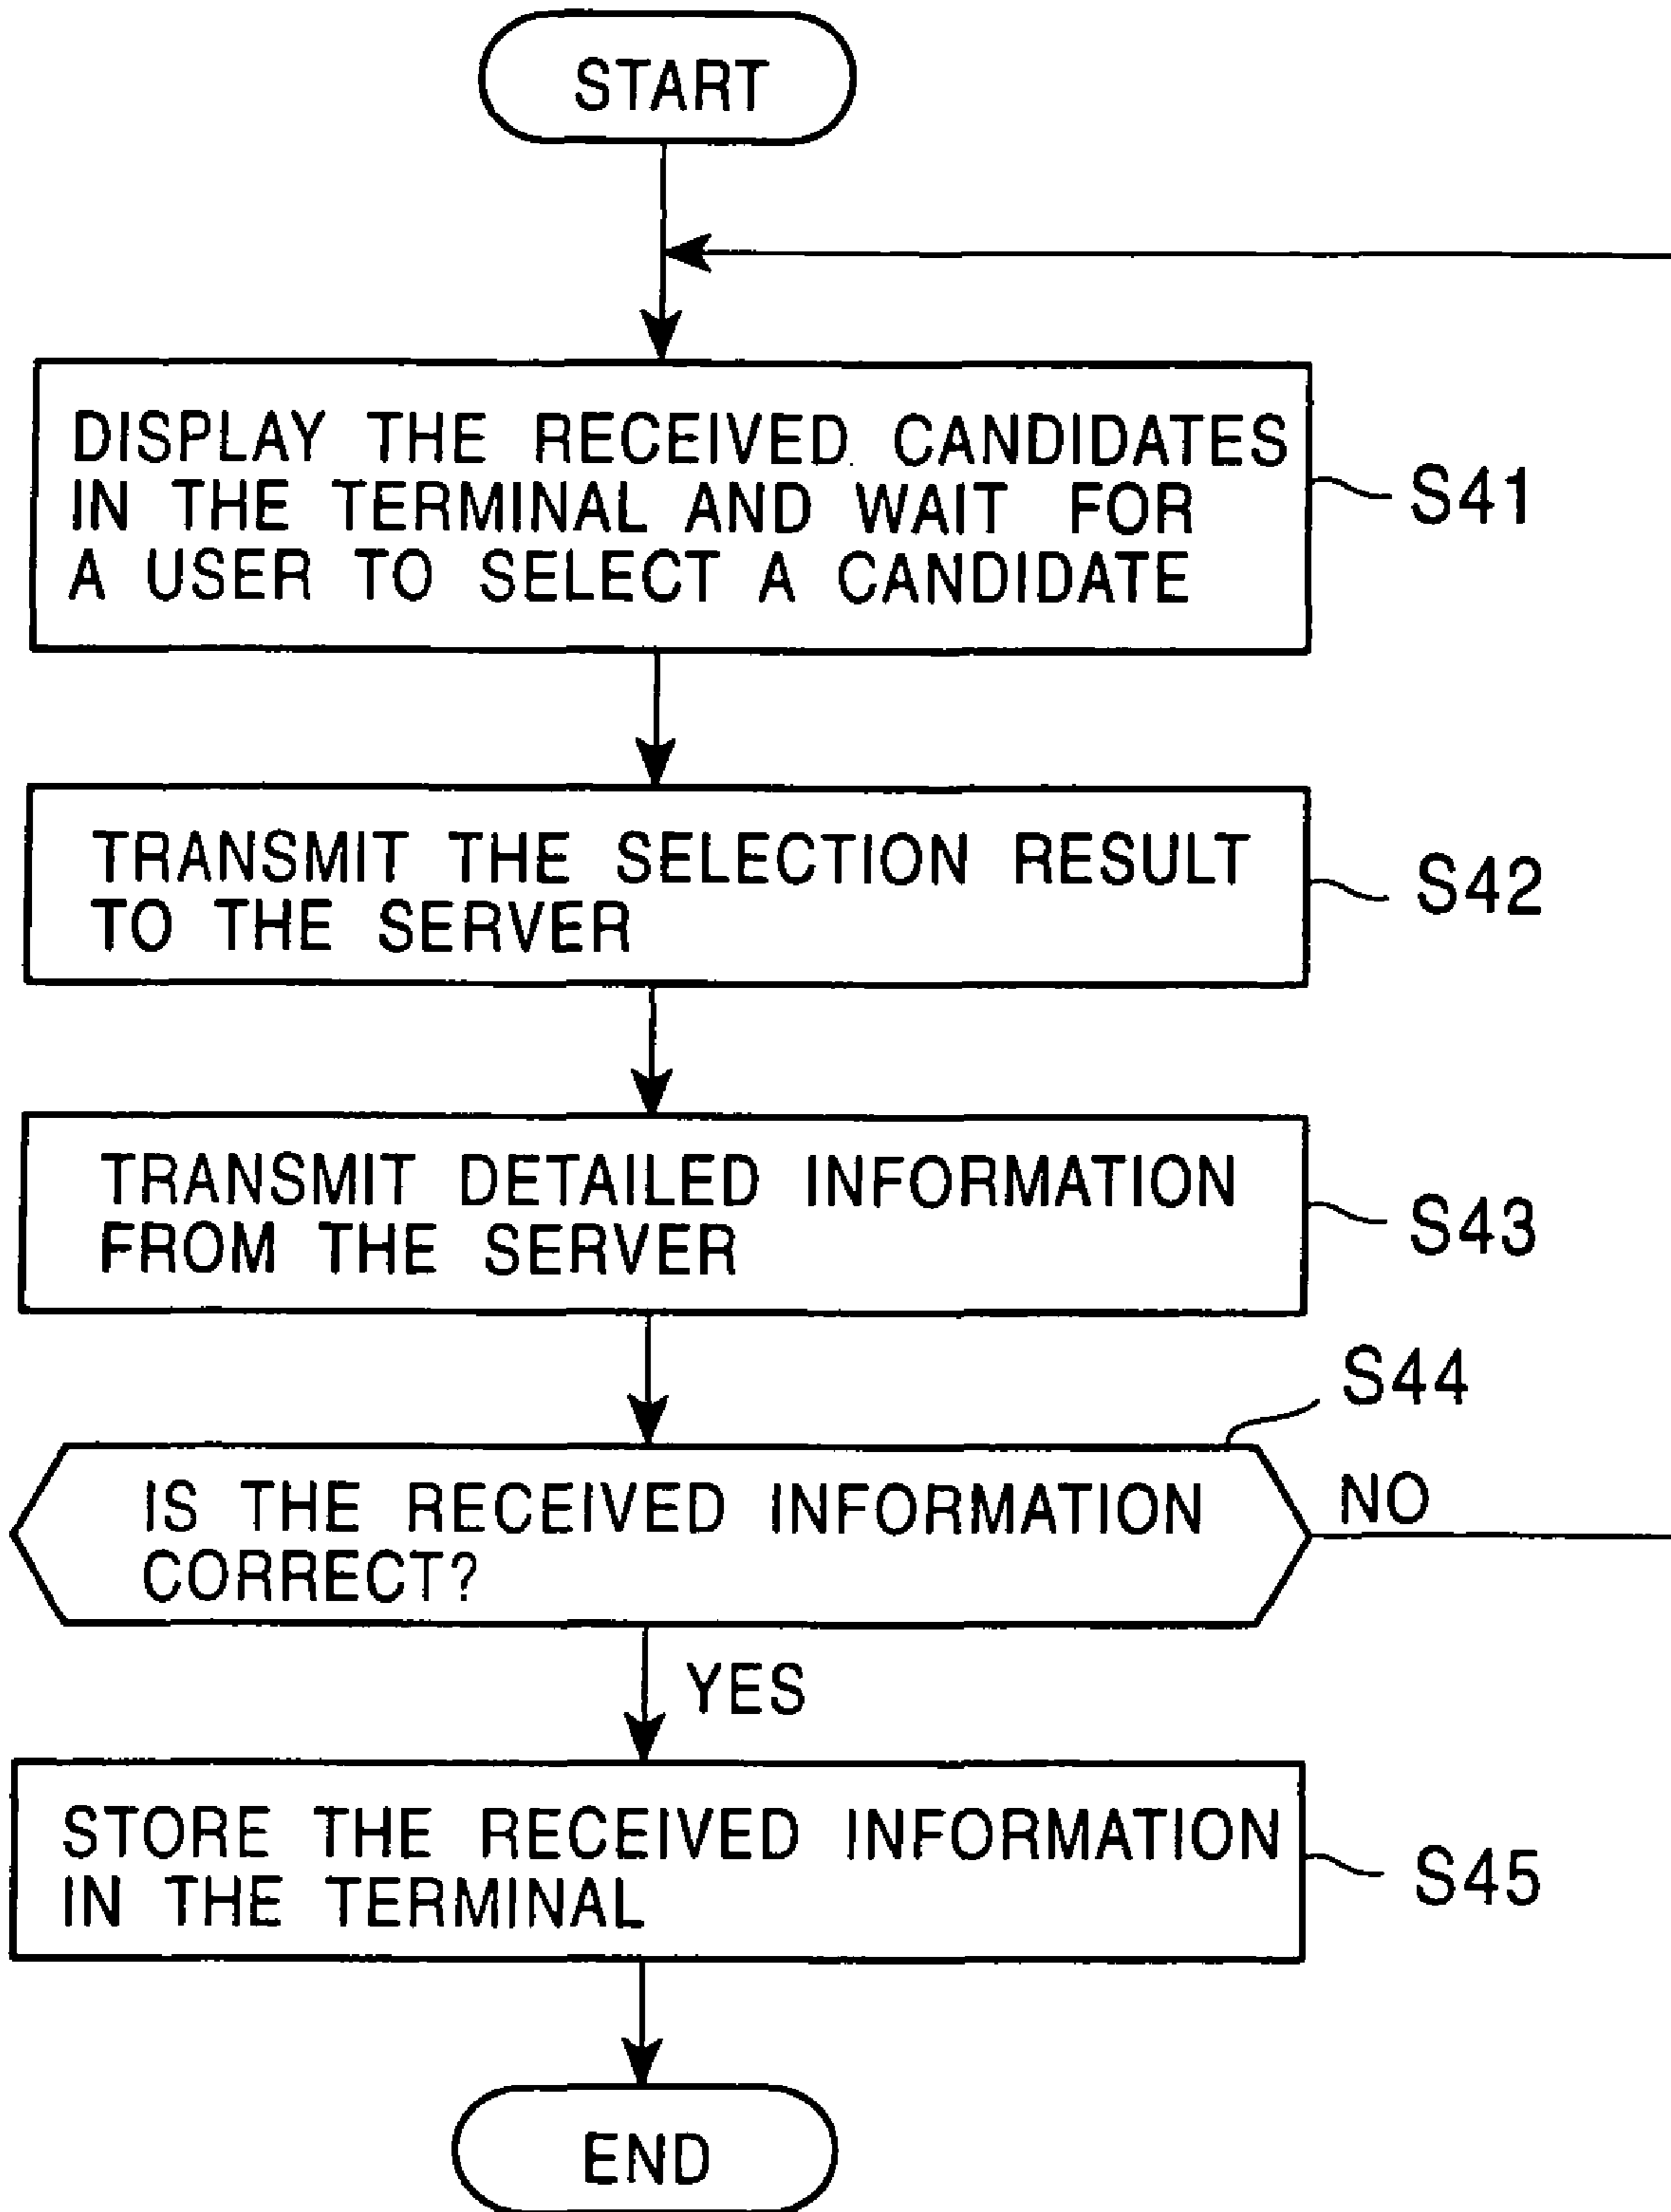 START
DISPLAY THE RECEIVED CANDIDATES
IN THE TERMINAL AND WAIT FOR
A USER TO SELECT A CANDIDATE
S41
TRANSMIT THE SELECTION RESULT
TO THE SERVER
S42
TRANSMIT DETAILED INFORMATION
FROM THE SERVER
S43
S44
IS THE RECEIVED INFORMATION
CORRECT?
NO
YES
STORE THE RECEIVED INFORMATION
IN THE TERMINAL
S45
END